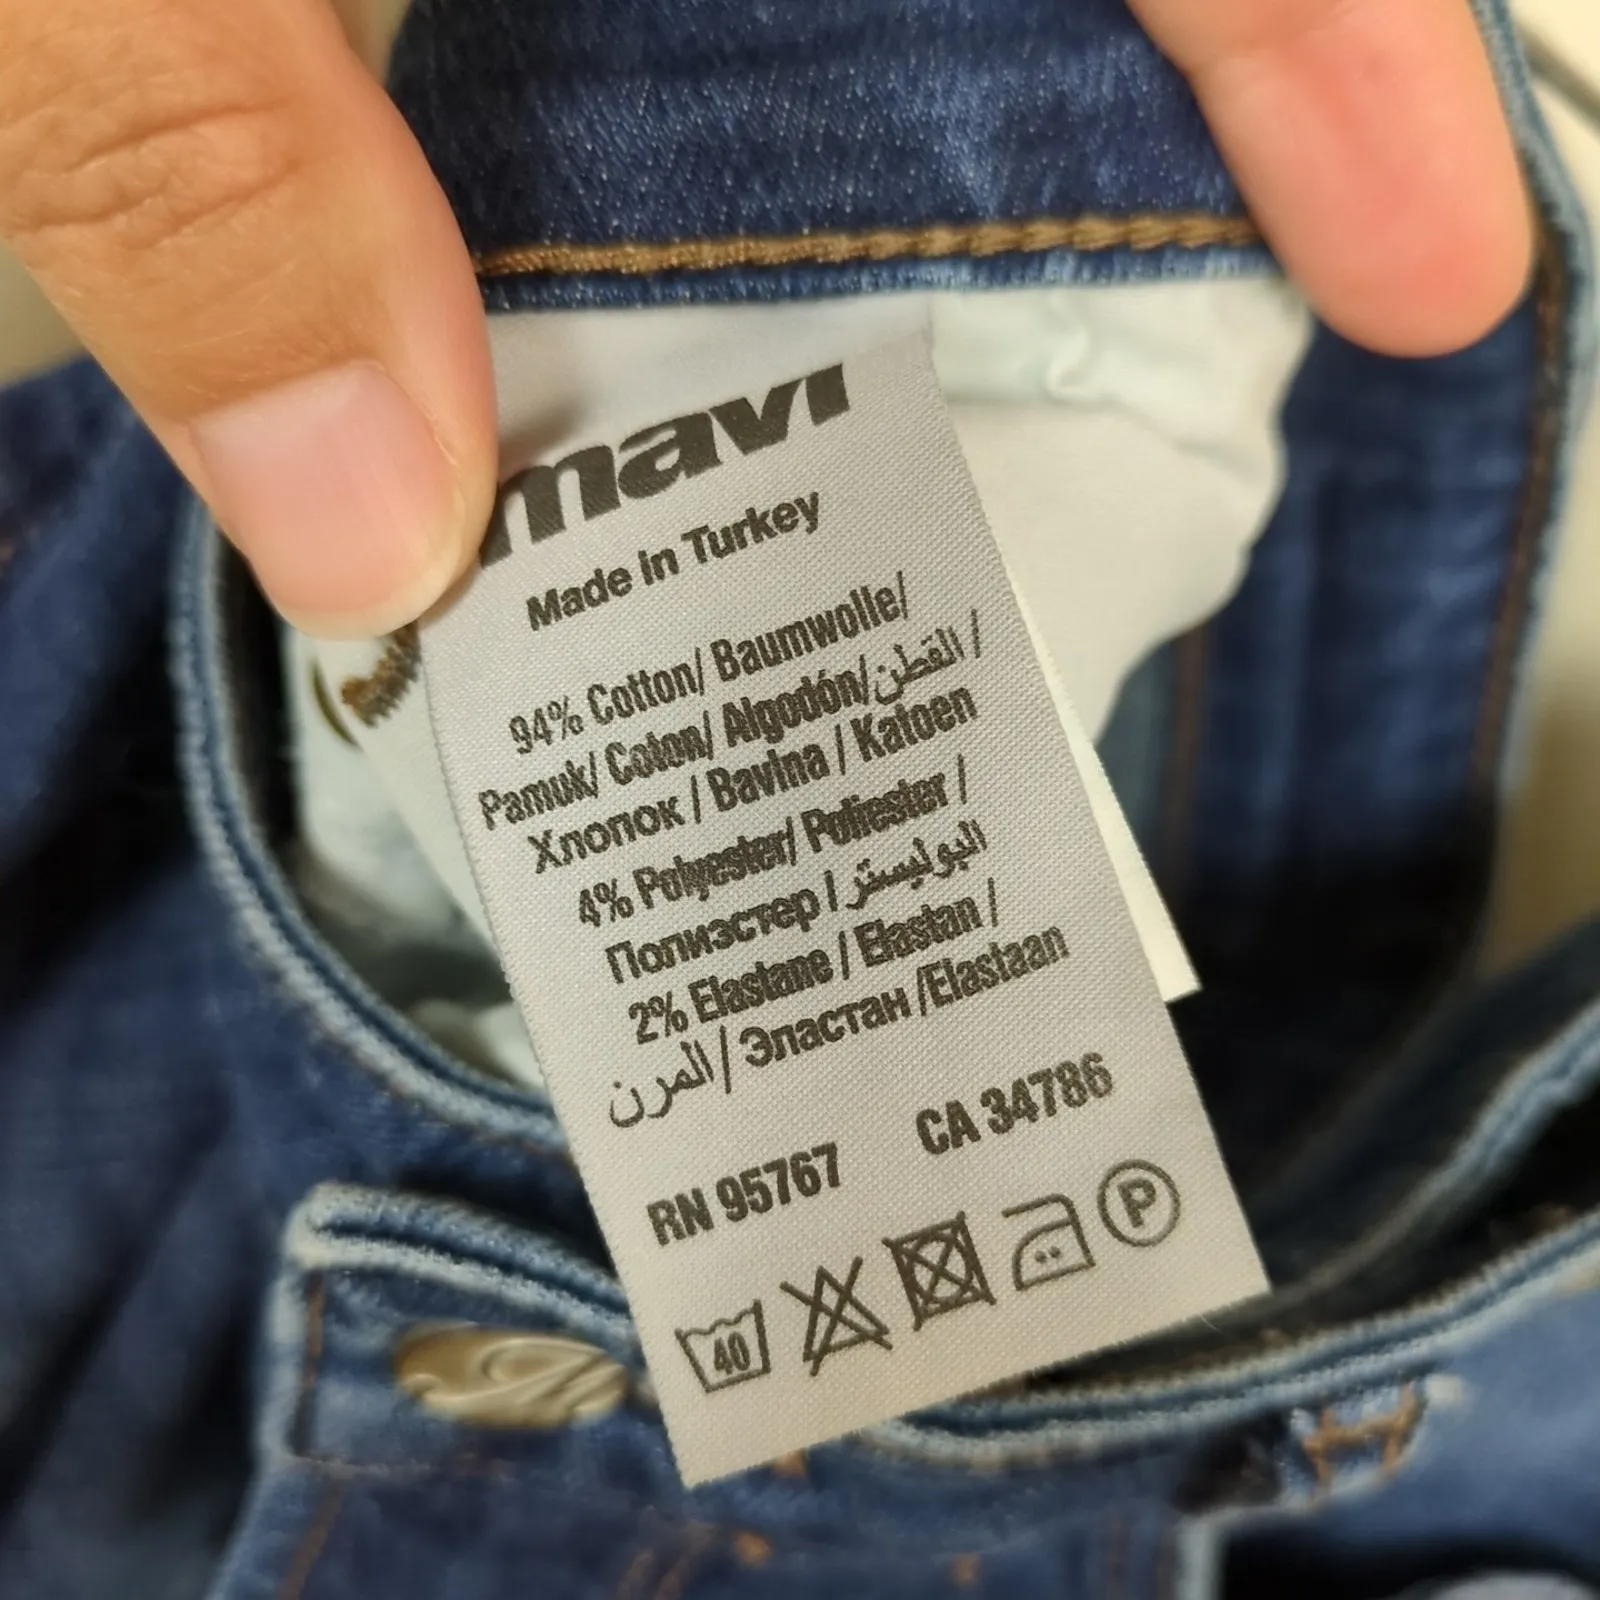 mavi
Made in Turkey
94% Cotton/ Baumwolle/
Pamuk/ Coton/ Algodón/القطن /
Хлопок / Bavlna / Katoen
4% Polyester/ Poliester /
Полиэстер / البوليستر
2% Elastane / Elastan /
المرن / Эластан /Elastaan
RN 95767 CA 34786
40 P
M